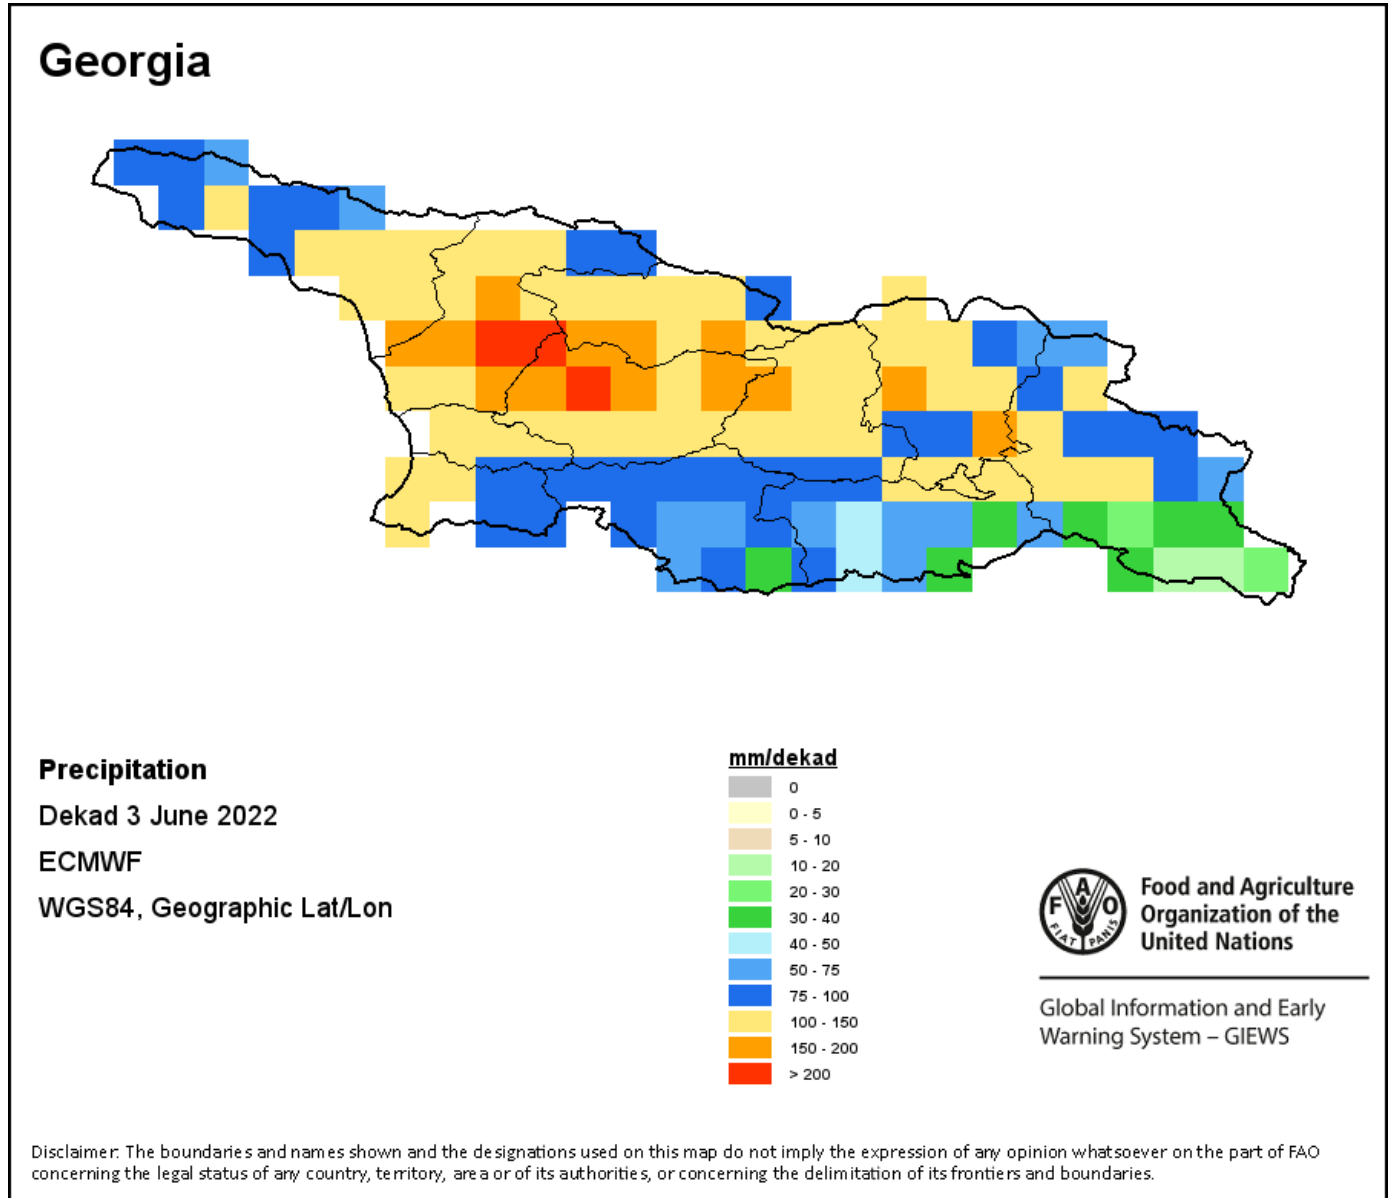 Georgia
Precipitation
Dekad 3 June 2022
ECMWF
WGS84, Geographic Lat/Lon
mm/dekad
0
0 - 5
5 - 10
10 - 20
20 - 30
30 - 40
40 - 50
50 - 75
75 - 100
100 - 150
150 - 200
> 200
F A O
FIAT PANIS
Food and Agriculture
Organization of the
United Nations
Global Information and Early
Warning System – GIEWS
Disclaimer: The boundaries and names shown and the designations used on this map do not imply the expression of any opinion whatsoever on the part of FAO
concerning the legal status of any country, territory, area or of its authorities, or concerning the delimitation of its frontiers and boundaries.